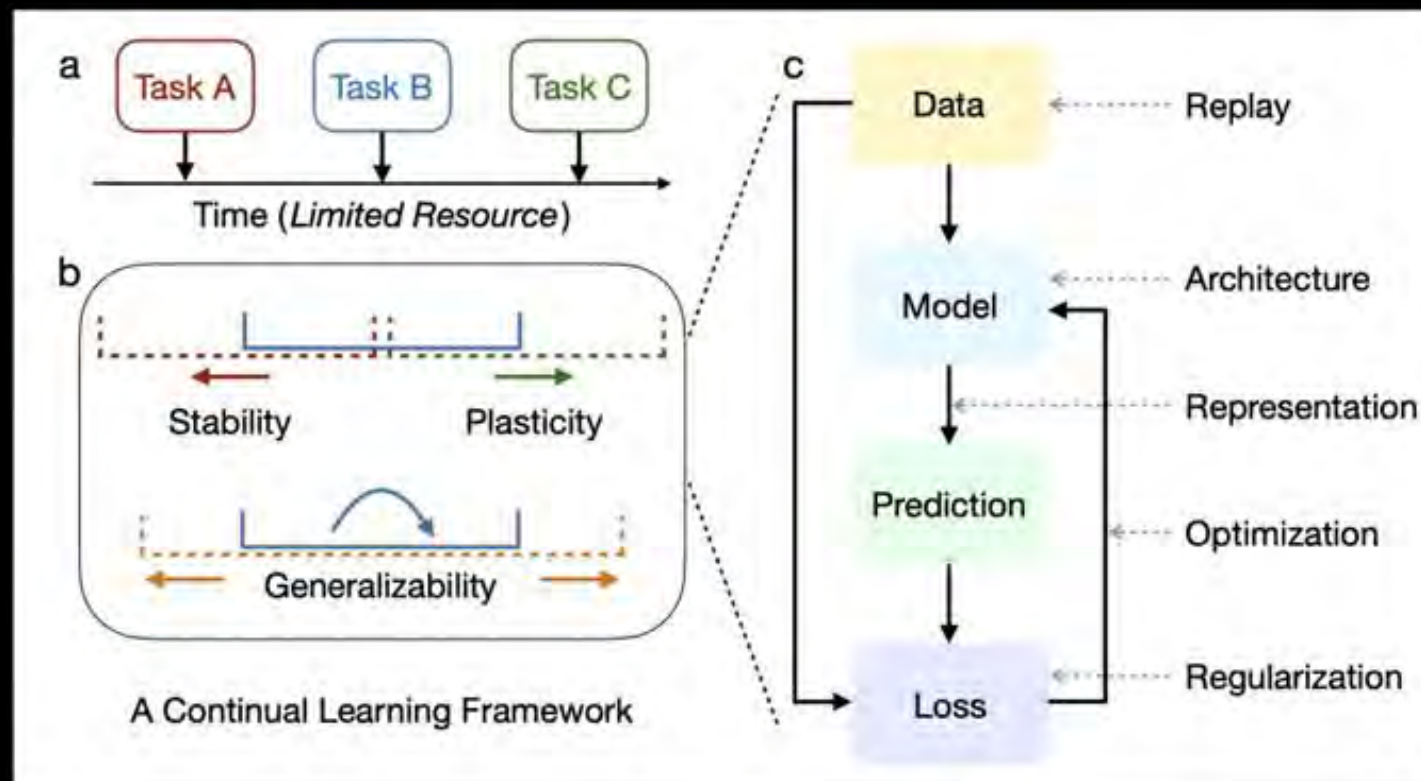 a
Task A
Task B
Task C
Time (Limited Resource)
b
Stability
Plasticity
Generalizability
A Continual Learning Framework
c
Data
Replay
Model
Architecture
Representation
Prediction
Optimization
Loss
Regularization